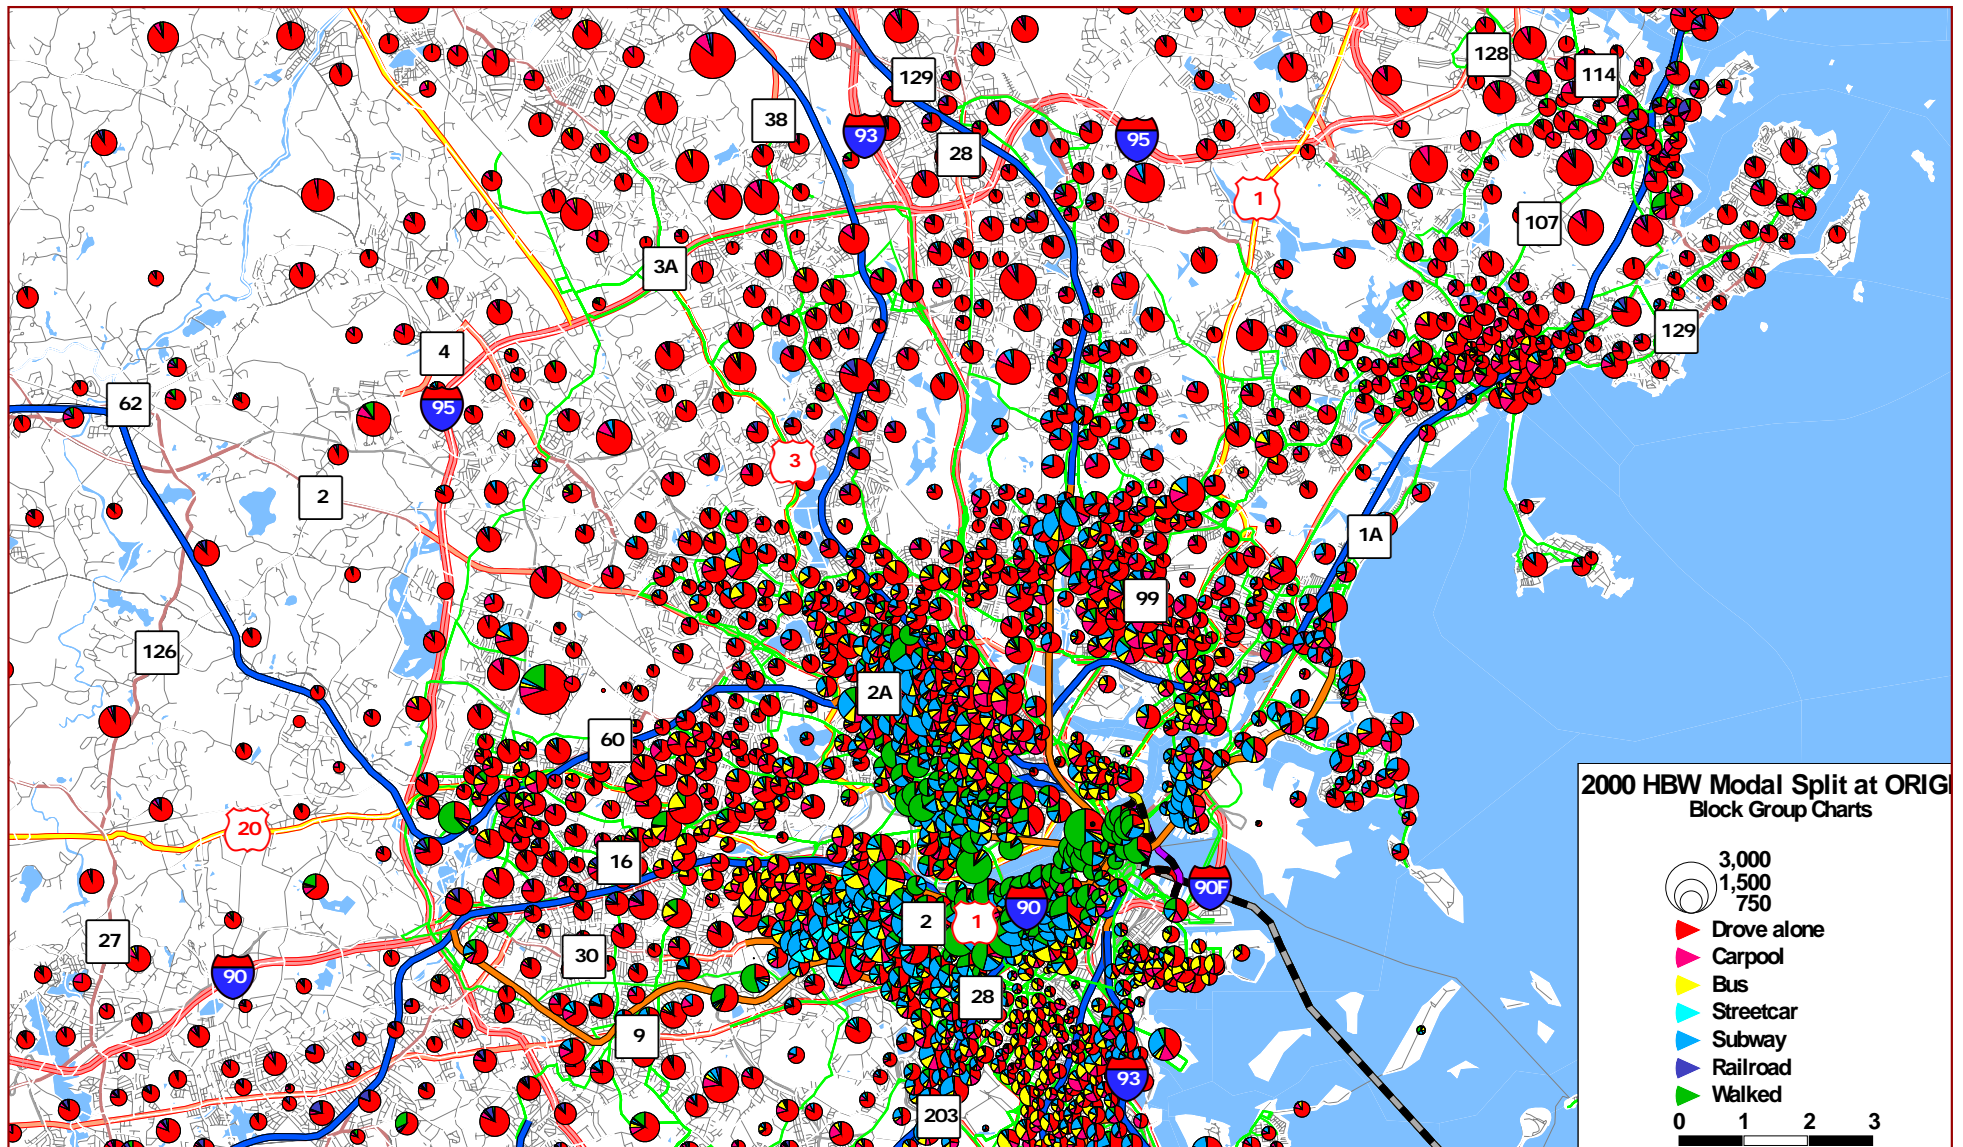 128
114
129
38
93
28
95
1
107
3A
4
129
95
62
3
2
1A
99
126
2A
60
2000 HBW Modal Split at ORIGI
Block Group Charts
20
16
3,000
1,500
750
90F
90
2
1
Drove alone
27
30
Carpool
90
Bus
28
Streetcar
9
Subway
Railroad
93
Walked
203
0 1 2 3